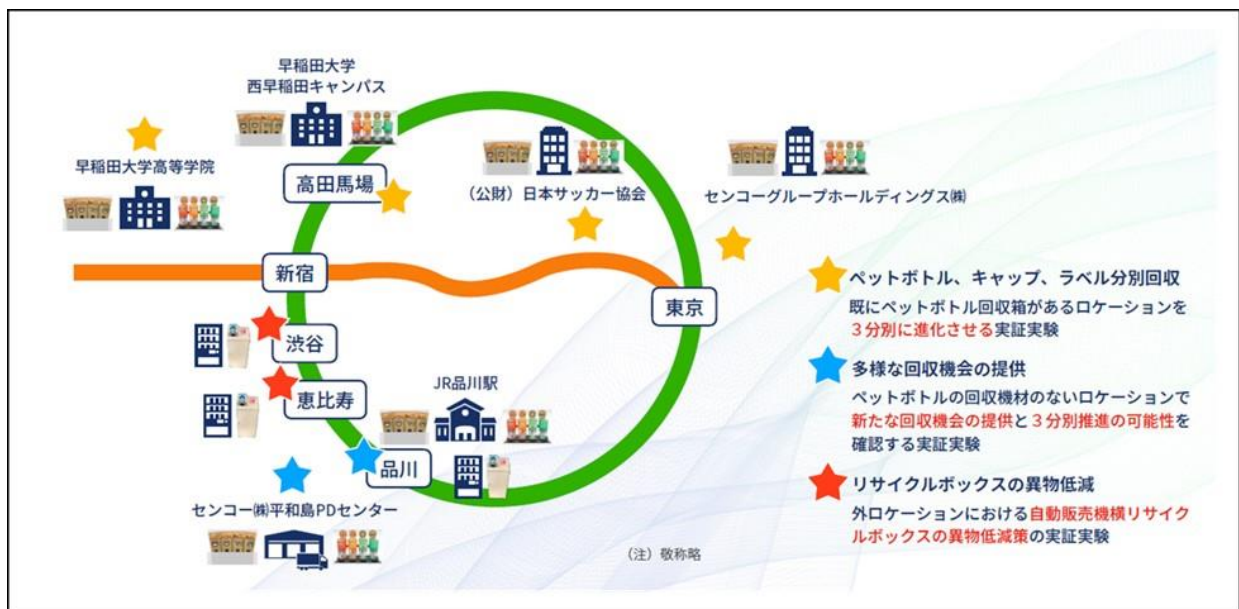 早稲田大学
西早稲田キャンパス
早稲田大学高等学院
高田馬場
（公財）日本サッカー協会
センコーグループホールディングス㈱
新宿
東京
渋谷
恵比寿
JR品川駅
品川
センコー㈱平和島PDセンター
ペットボトル、キャップ、ラベル分別回収
既にペットボトル回収箱があるロケーションを
３分別に進化させる実証実験
多様な回収機会の提供
ペットボトルの回収機材のないロケーションで
新たな回収機会の提供と３分別推進の可能性を
確認する実証実験
リサイクルボックスの異物低減
外ロケーションにおける自動販売機横リサイク
ルボックスの異物低減策の実証実験
（注）敬称略